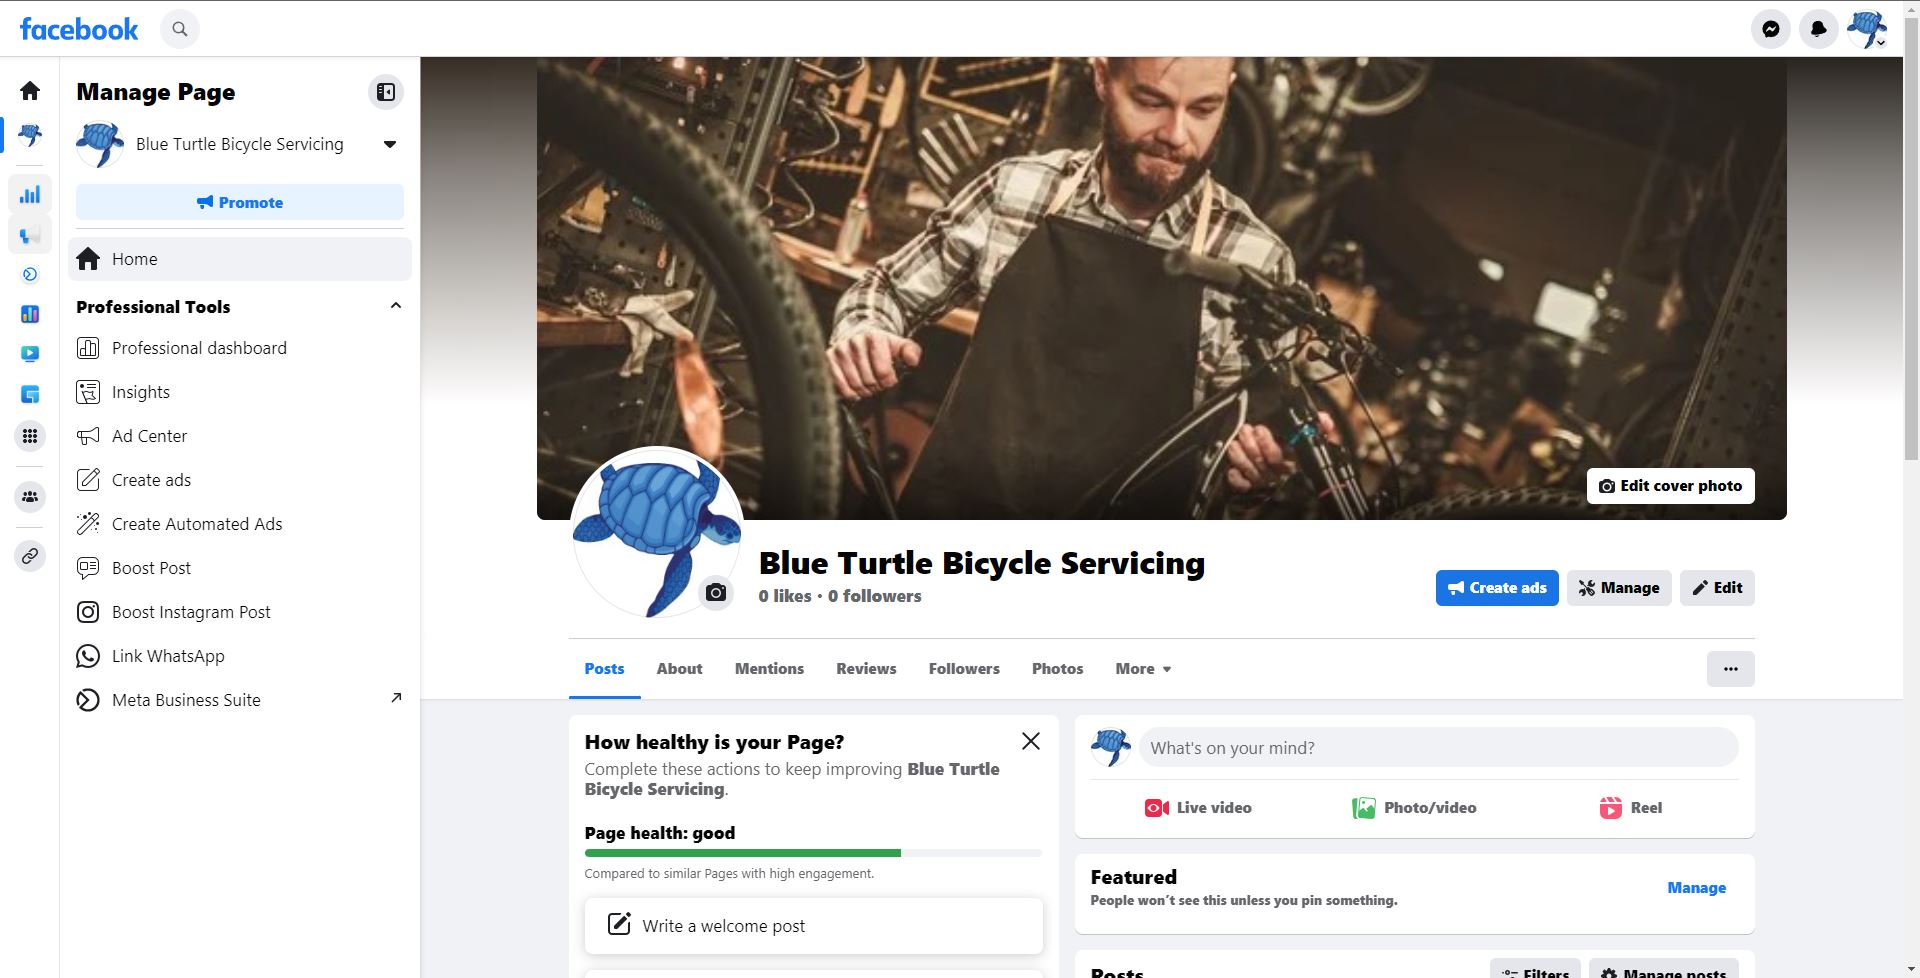 facebook
Manage Page
Blue Turtle Bicycle Servicing
Promote
Home
Professional Tools
Professional dashboard
Insights
Ad Center
Create ads
Create Automated Ads
Boost Post
Boost Instagram Post
Link WhatsApp
Meta Business Suite
Edit cover photo
Blue Turtle Bicycle Servicing
0 likes • 0 followers
Create ads
Manage
Edit
Posts
About
Mentions
Reviews
Followers
Photos
More
How healthy is your Page?
Complete these actions to keep improving Blue Turtle
Bicycle Servicing.
Page health: good
Compared to similar Pages with high engagement.
Write a welcome post
What's on your mind?
Live video
Photo/video
Reel
Featured
Manage
People won't see this unless you pin something.
Posts
Filters
Manage posts